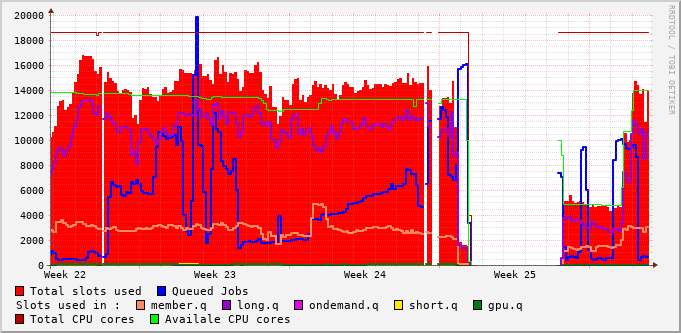 20000
18000
16000
14000
12000
10000
8000
6000
4000
2000
0
Week 22 Week 23 Week 24 Week 25
Total slots used Queued Jobs
Slots used in : member.q long.q ondemand.q short.q gpu.q
Total CPU cores Availale CPU cores
RRDTOOL / TOBI OETIKER